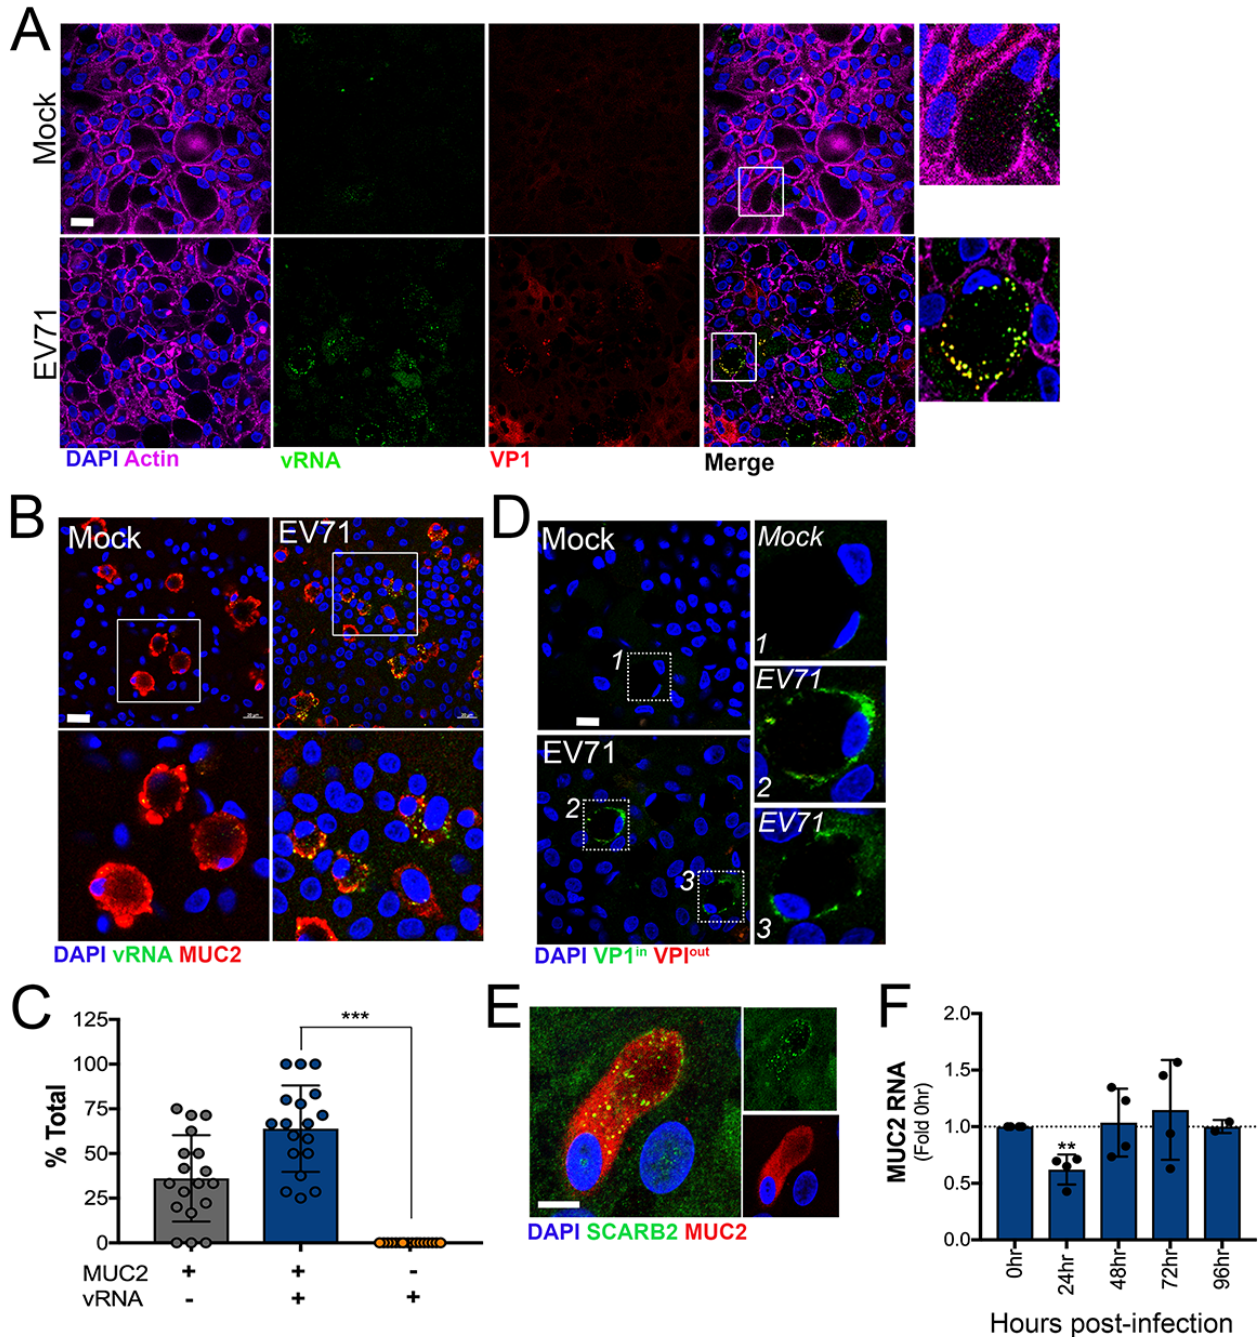 A
Mock
EV71
DAPI Actin
vRNA
VP1
Merge
B
Mock
EV71
DAPI vRNA MUC2
D
Mock
1
EV71
2
3
Mock
1
EV71
2
EV71
3
DAPI VP1in VPIout
C
***
% Total
125
100
75
50
25
0
MUC2 + + -
vRNA - + +
E
DAPI SCARB2 MUC2
F
MUC2 RNA
(Fold 0hr)
2.0
1.5
1.0
0.5
0.0
**
0hr
24hr
48hr
72hr
96hr
Hours post-infection